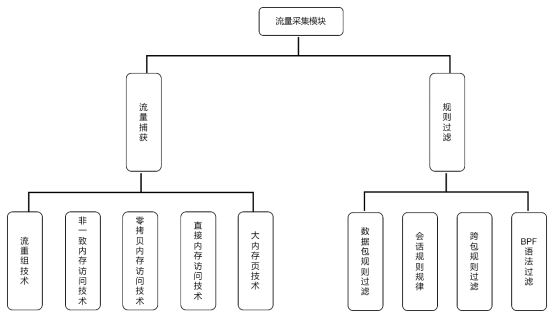 流量采集模块
流量捕获
规则过滤
流重组技术
非一致内存访问技术
零拷贝内存访问技术
直接内存访问技术
大内存页技术
数据包规则过滤
会话规则规律
跨包规则过滤
BPF语法过滤